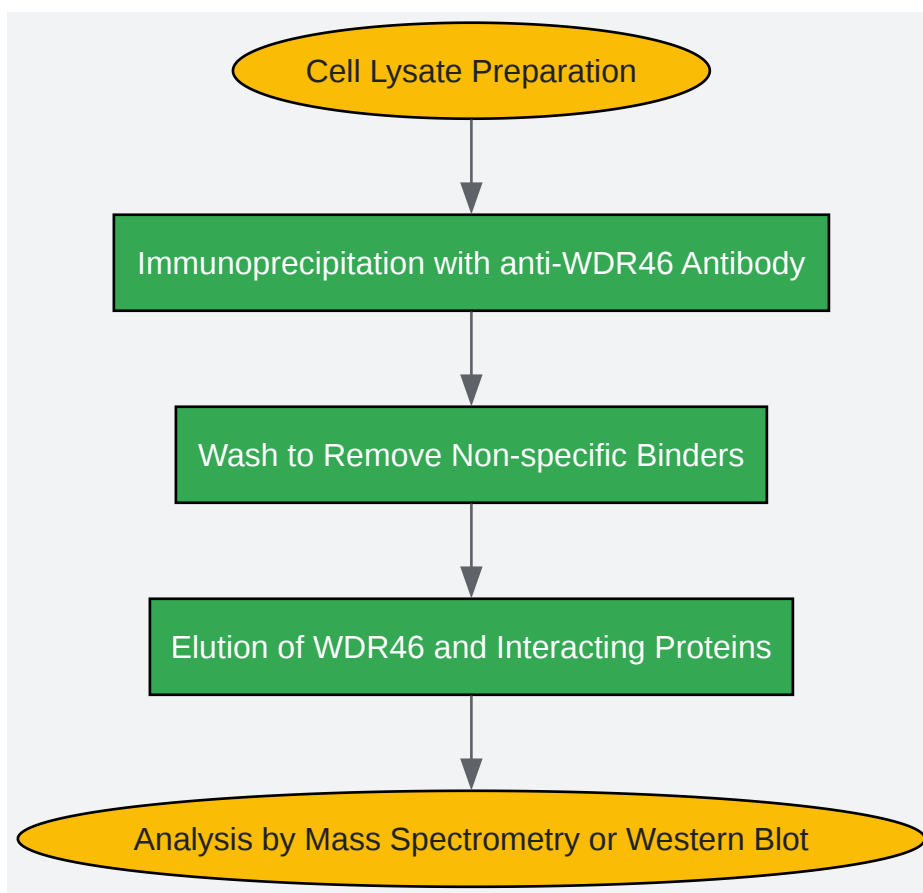 Cell Lysate Preparation
Immunoprecipitation with anti-WDR46 Antibody
Wash to Remove Non-specific Binders
Elution of WDR46 and Interacting Proteins
Analysis by Mass Spectrometry or Western Blot